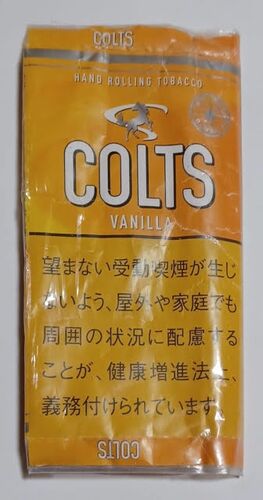 COLTS
HAND ROLLING TOBACCO
COLTS
VANILLA
望まない受動喫煙が生じ
ないよう、屋外や家庭でも
周囲の状況に配慮する
ことが、健康増進法上、
義務付けられています。
COLTS